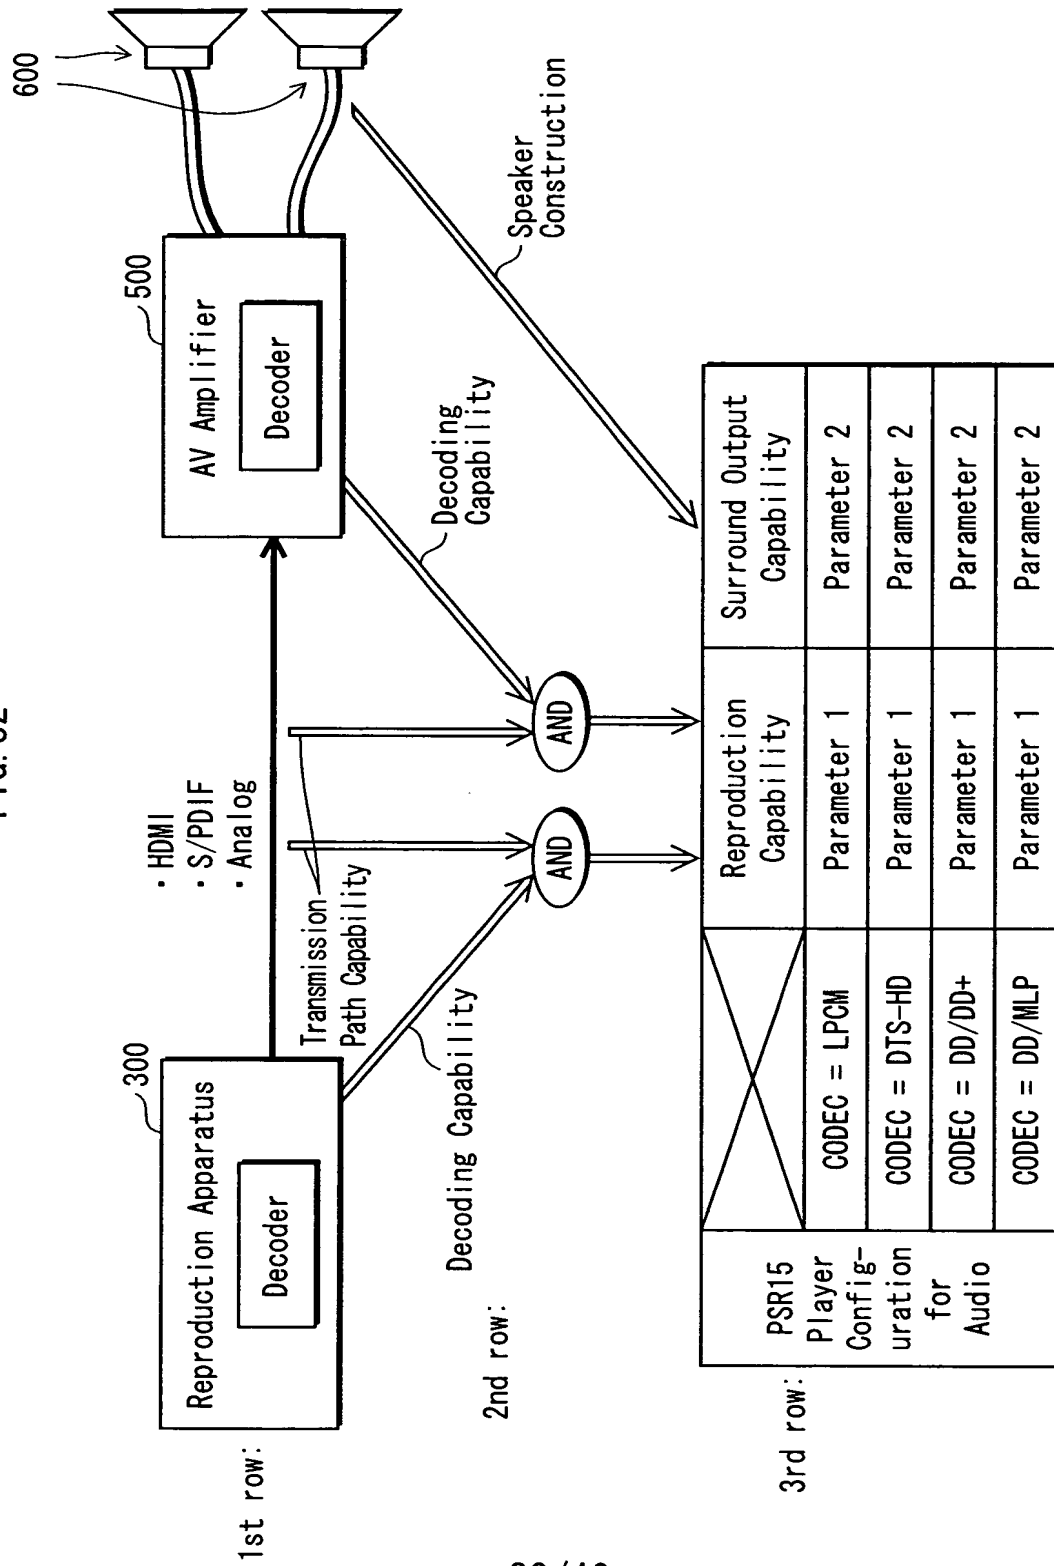 600
1st row:
300
Reproduction Apparatus
Decoder
· HDMI
· S/PDIF
· Analog
500
AV Amplifier
Decoder
2nd row:
Decoding Capability
Transmission
Path Capability
AND
AND
Decoding
Capability
Speaker
Construction
3rd row:
PSR15
Player
Config-
uration
for
Audio
Reproduction
Capability
Surround Output
Capability
CODEC = LPCM
Parameter 1
Parameter 2
CODEC = DTS-HD
Parameter 1
Parameter 2
CODEC = DD/DD+
Parameter 1
Parameter 2
CODEC = DD/MLP
Parameter 1
Parameter 2